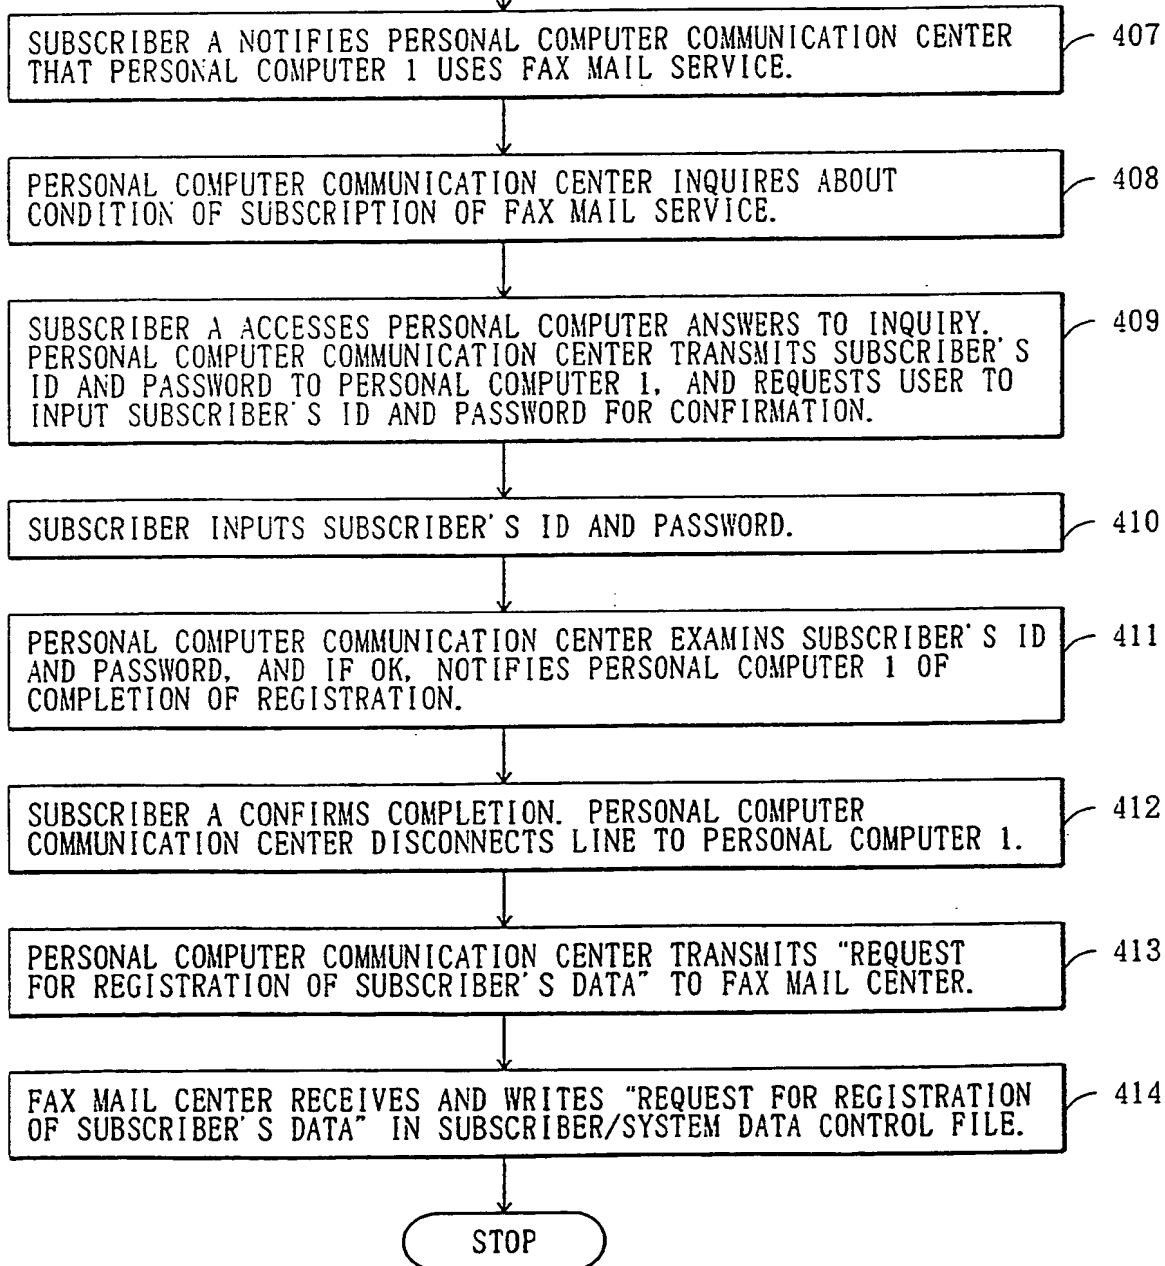 SUBSCRIBER A NOTIFIES PERSONAL COMPUTER COMMUNICATION CENTER
THAT PERSONAL COMPUTER 1 USES FAX MAIL SERVICE.
407
PERSONAL COMPUTER COMMUNICATION CENTER INQUIRES ABOUT
CONDITION OF SUBSCRIPTION OF FAX MAIL SERVICE.
408
SUBSCRIBER A ACCESSES PERSONAL COMPUTER ANSWERS TO INQUIRY.
PERSONAL COMPUTER COMMUNICATION CENTER TRANSMITS SUBSCRIBER'S
ID AND PASSWORD TO PERSONAL COMPUTER 1, AND REQUESTS USER TO
INPUT SUBSCRIBER'S ID AND PASSWORD FOR CONFIRMATION.
409
SUBSCRIBER INPUTS SUBSCRIBER'S ID AND PASSWORD.
410
PERSONAL COMPUTER COMMUNICATION CENTER EXAMINS SUBSCRIBER'S ID
AND PASSWORD, AND IF OK, NOTIFIES PERSONAL COMPUTER 1 OF
COMPLETION OF REGISTRATION.
411
SUBSCRIBER A CONFIRMS COMPLETION. PERSONAL COMPUTER
COMMUNICATION CENTER DISCONNECTS LINE TO PERSONAL COMPUTER 1.
412
PERSONAL COMPUTER COMMUNICATION CENTER TRANSMITS "REQUEST
FOR REGISTRATION OF SUBSCRIBER'S DATA" TO FAX MAIL CENTER.
413
FAX MAIL CENTER RECEIVES AND WRITES "REQUEST FOR REGISTRATION
OF SUBSCRIBER'S DATA" IN SUBSCRIBER/SYSTEM DATA CONTROL FILE.
414
STOP